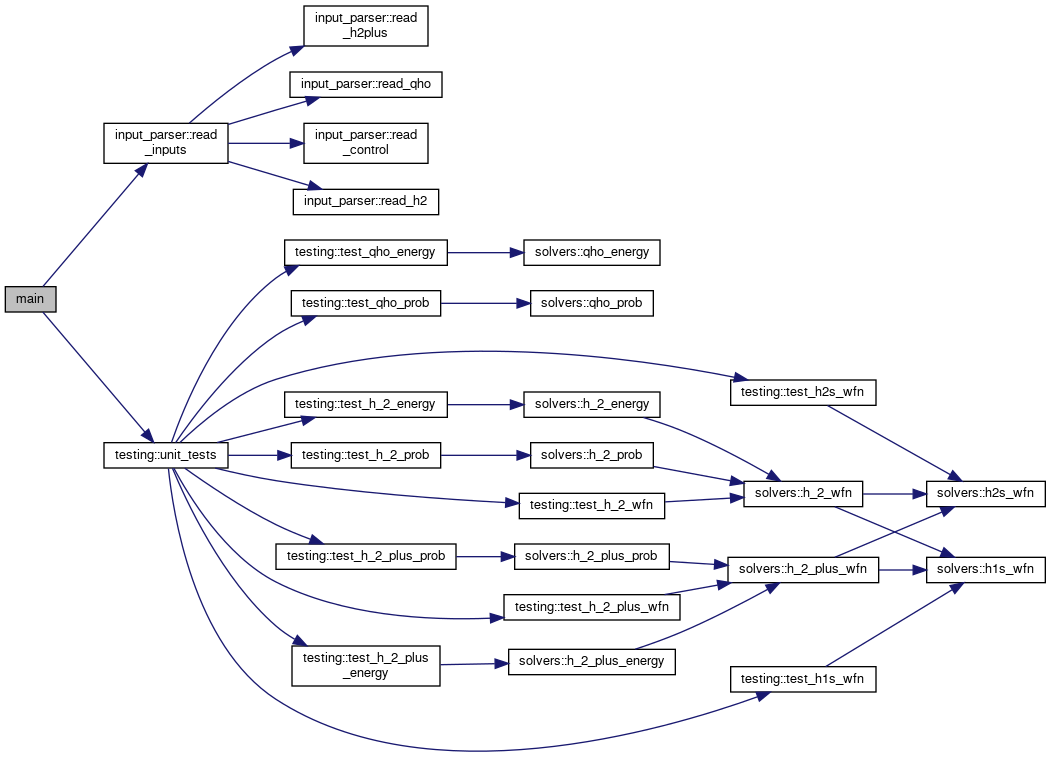 input_parser::read
_h2plus
input_parser::read_qho
input_parser::read
_inputs
input_parser::read
_control
input_parser::read_h2
main
testing::test_qho_energy
solvers::qho_energy
testing::test_qho_prob
solvers::qho_prob
testing::test_h2s_wfn
testing::test_h_2_energy
solvers::h_2_energy
testing::unit_tests
testing::test_h_2_prob
solvers::h_2_prob
solvers::h_2_wfn
solvers::h2s_wfn
testing::test_h_2_wfn
testing::test_h_2_plus_prob
solvers::h_2_plus_prob
solvers::h_2_plus_wfn
solvers::h1s_wfn
testing::test_h_2_plus_wfn
testing::test_h_2_plus
_energy
solvers::h_2_plus_energy
testing::test_h1s_wfn